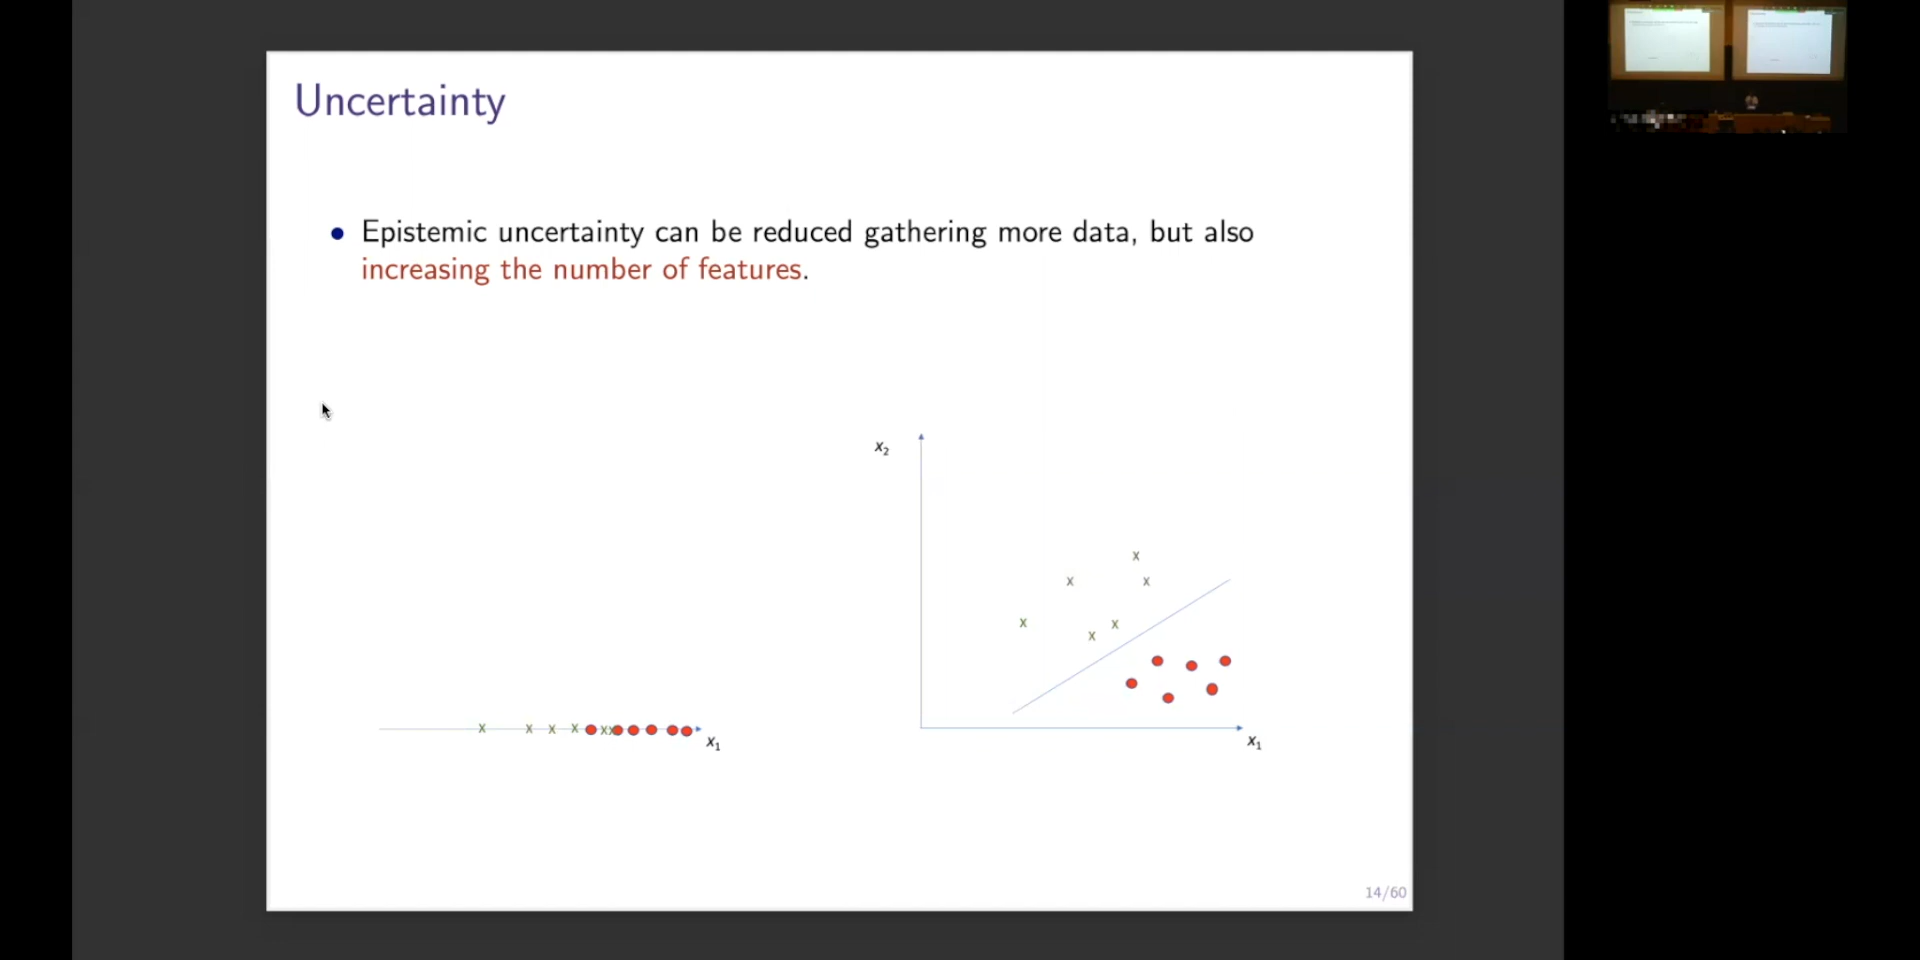 Uncertainty
• Epistemic uncertainty can be reduced gathering more data, but also
increasing the number of features.
x₂
x
x x
x x
x
x x x x xx
x₁
x₁
14/60